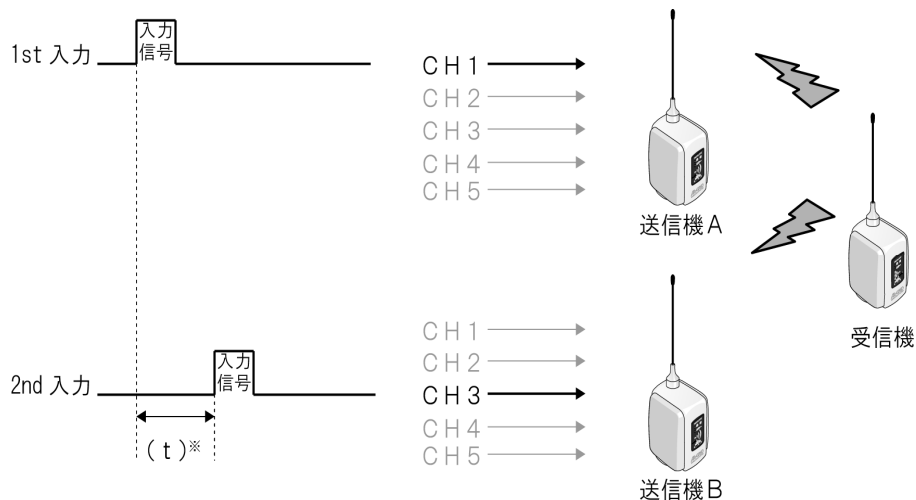 1st 入力
入力
信号
CH1
CH2
CH3
CH4
CH5
送信機A
受信機
2nd 入力
入力
信号
(t)※
CH1
CH2
CH3
CH4
CH5
送信機B